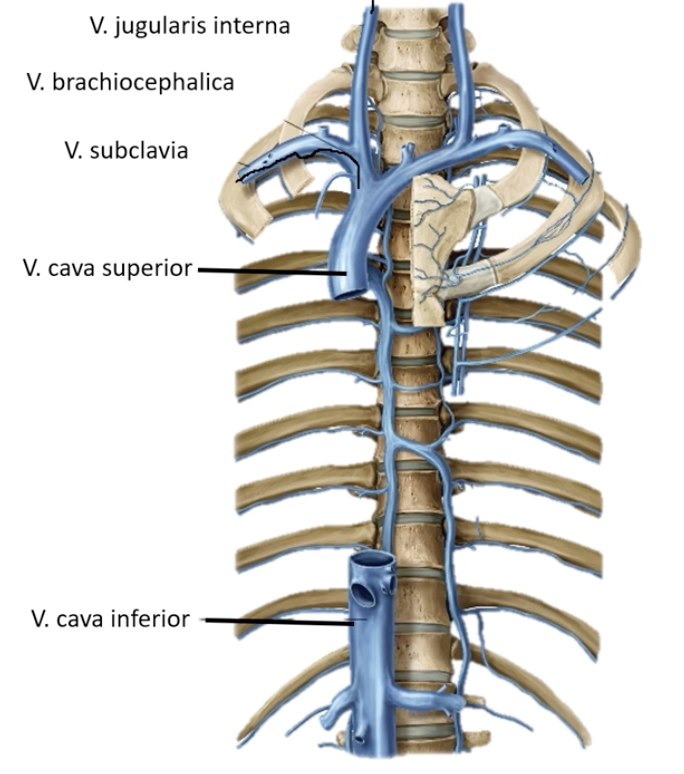 V. jugularis interna
V. brachiocephalica
V. subclavia
V. cava superior
V. cava inferior